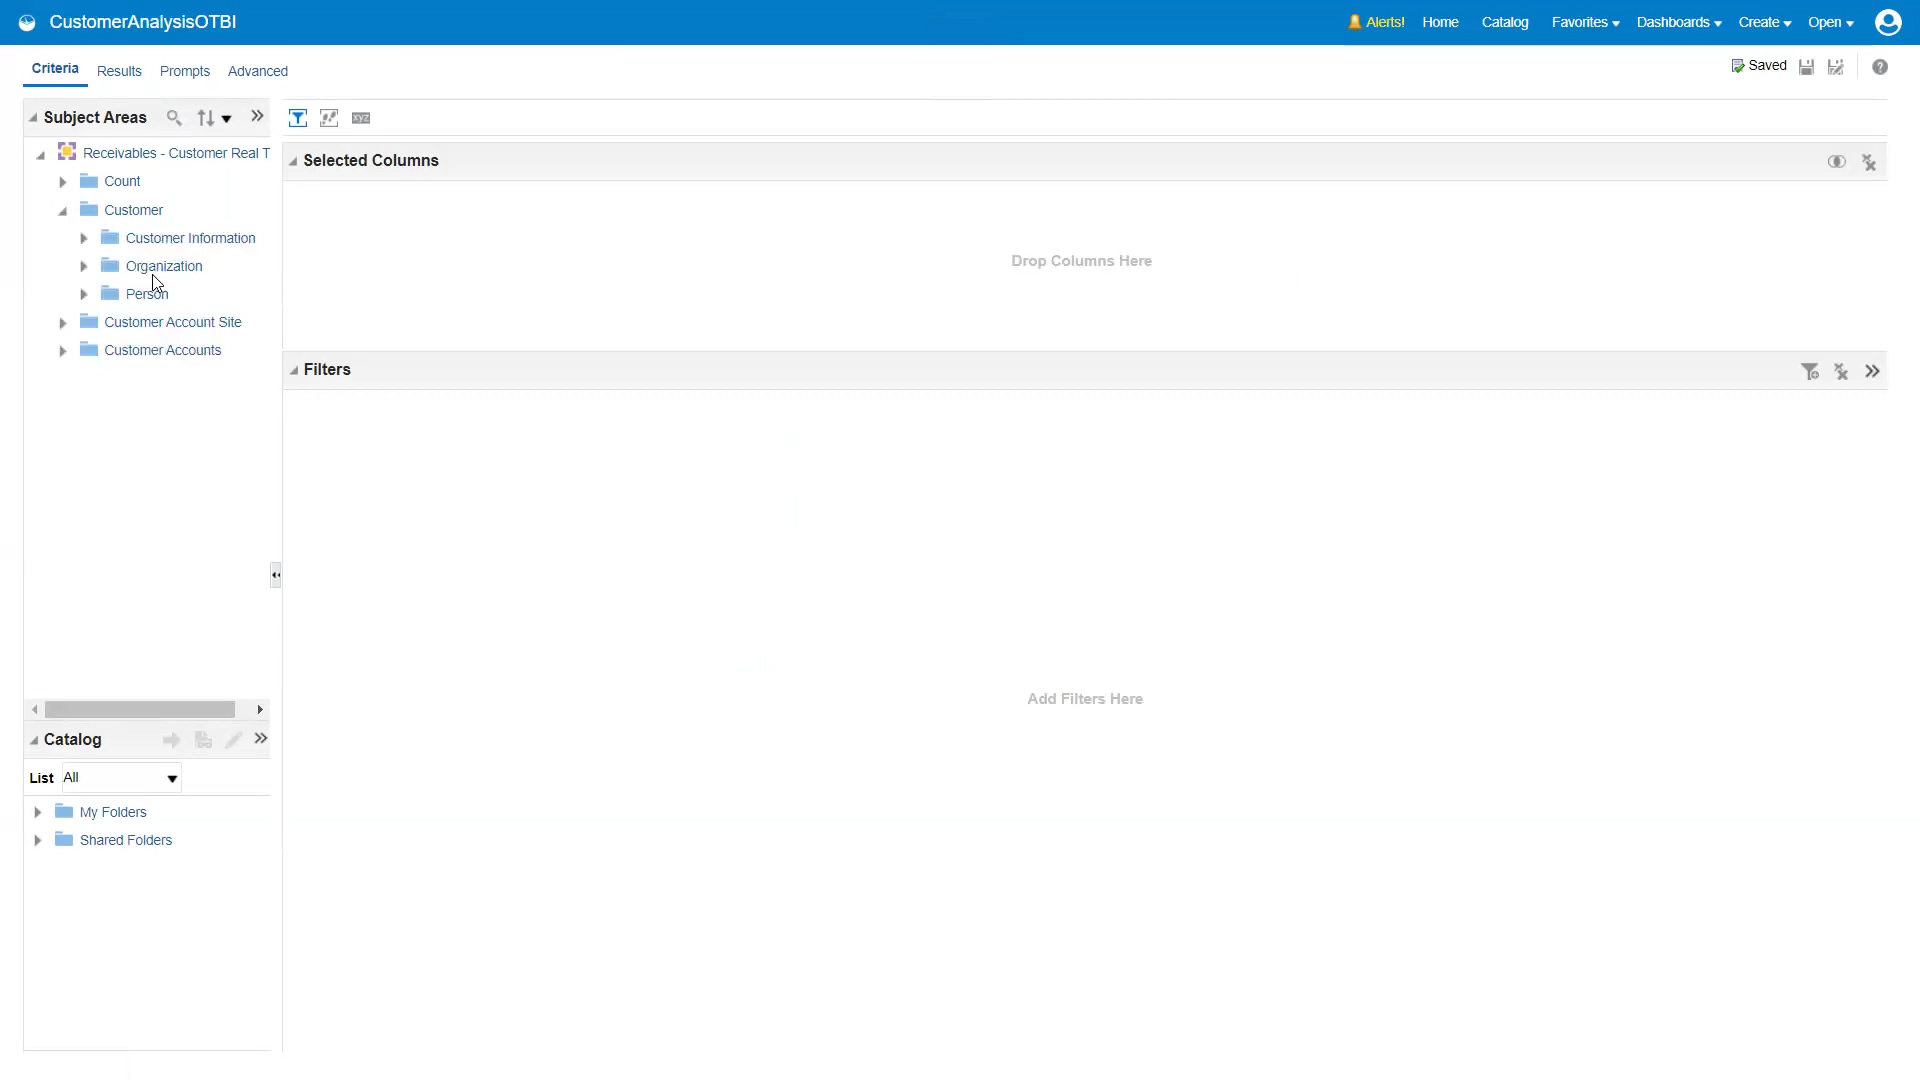 CustomerAnalysisOTBI
Alerts! Home Catalog Favorites Dashboards Create Open
Criteria Results Prompts Advanced
Saved
Subject Areas
Receivables - Customer Real T
Count
Customer
Customer Information
Organization
Person
Customer Account Site
Customer Accounts
xyz
Selected Columns
Drop Columns Here
Filters
Add Filters Here
Catalog
List All
My Folders
Shared Folders